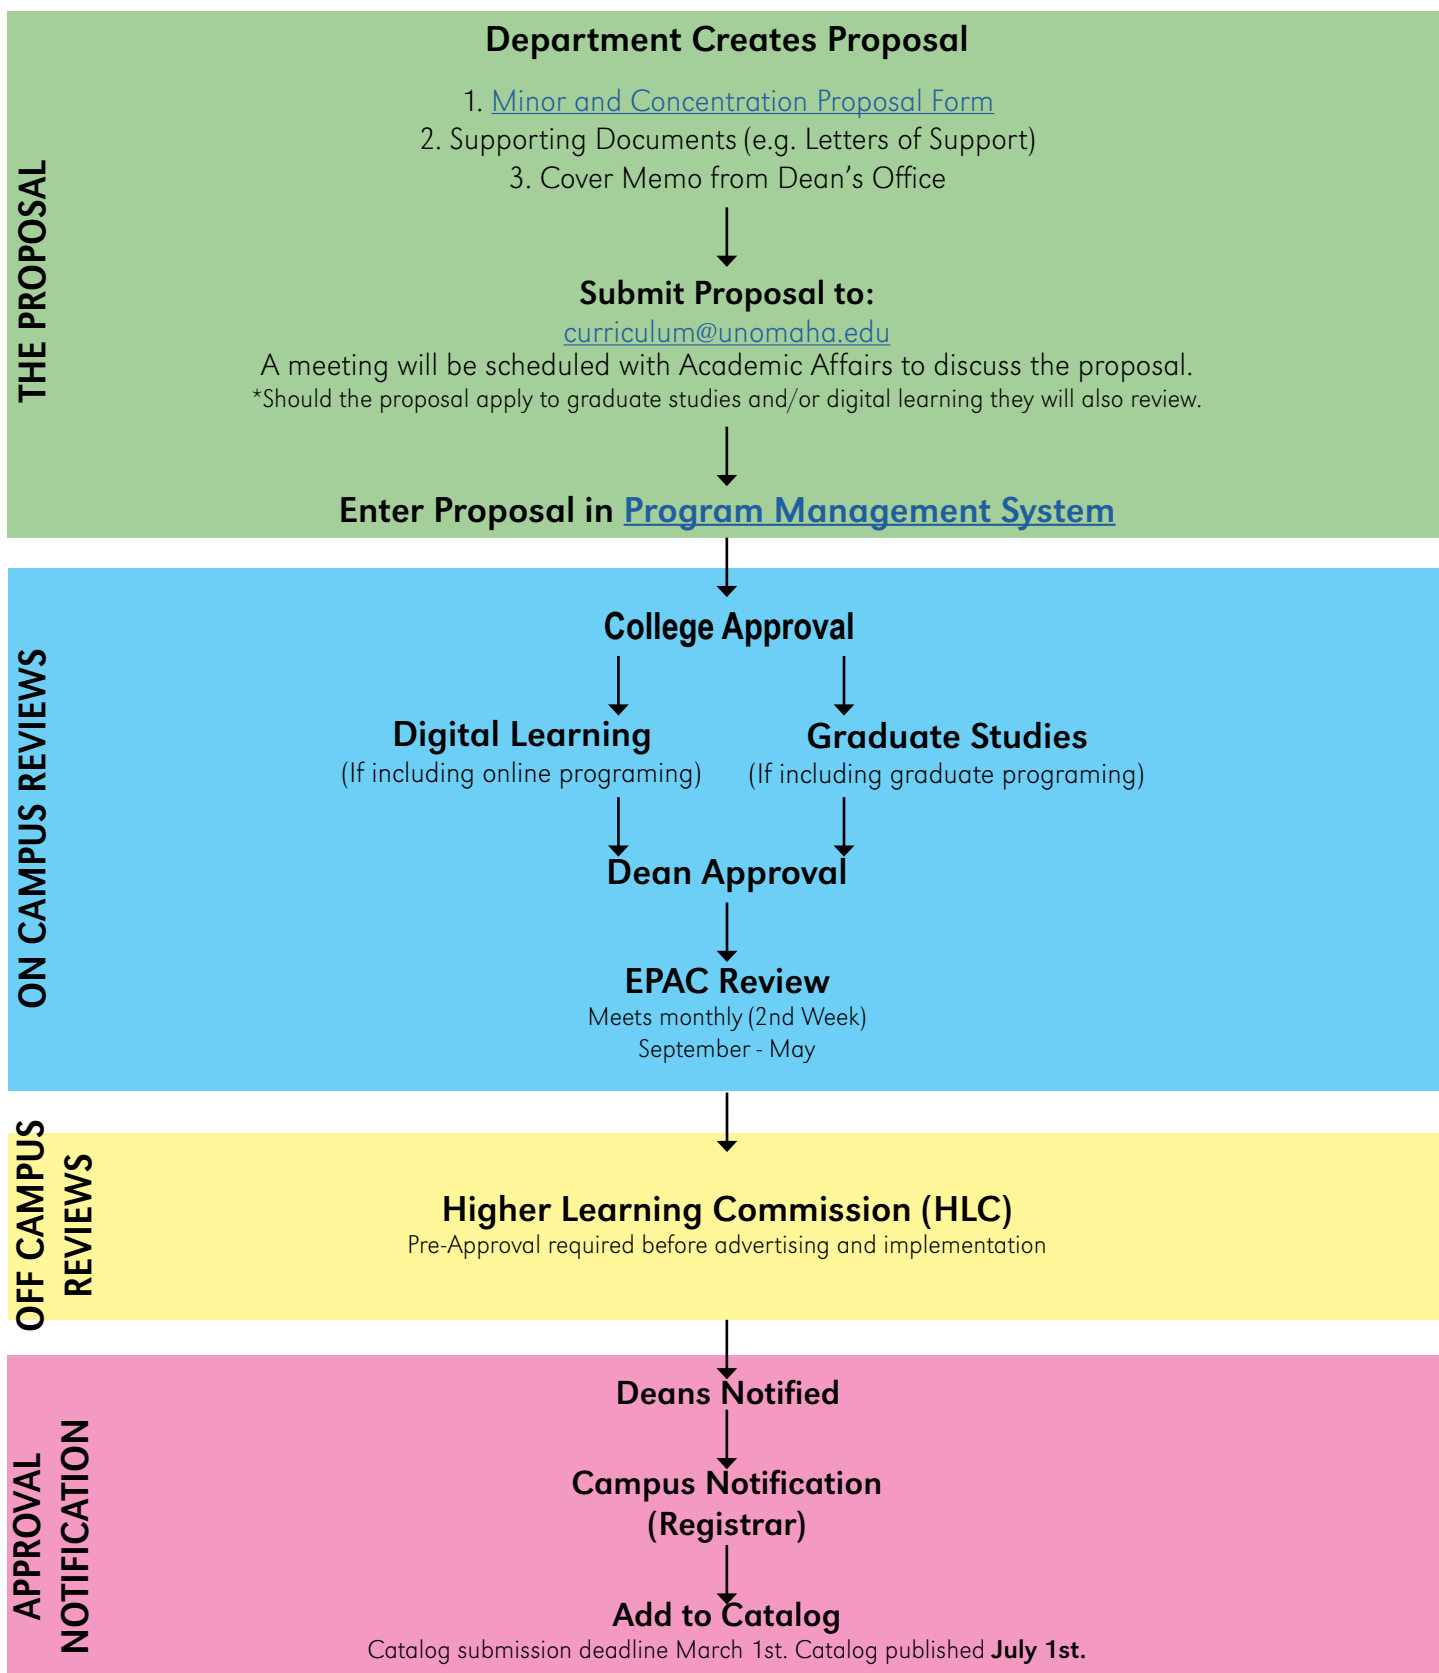 Department Creates Proposal
1. Minor and Concentration Proposal Form
2. Supporting Documents (e.g. Letters of Support)
3. Cover Memo from Dean's Office
THE PROPOSAL
Submit Proposal to:
curriculum@unomaha.edu
A meeting will be scheduled with Academic Affairs to discuss the proposal.
*Should the proposal apply to graduate studies and/or digital learning they will also review.
Enter Proposal in Program Management System
ON CAMPUS REVIEWS
College Approval
Digital Learning
(If including online programing)
Graduate Studies
(If including graduate programing)
Dean Approval
EPAC Review
Meets monthly (2nd Week)
September - May
OFF CAMPUS
REVIEWS
Higher Learning Commission (HLC)
Pre-Approval required before advertising and implementation
APPROVAL
NOTIFICATION
Deans Notified
Campus Notification
(Registrar)
Add to Catalog
Catalog submission deadline March 1st. Catalog published July 1st.